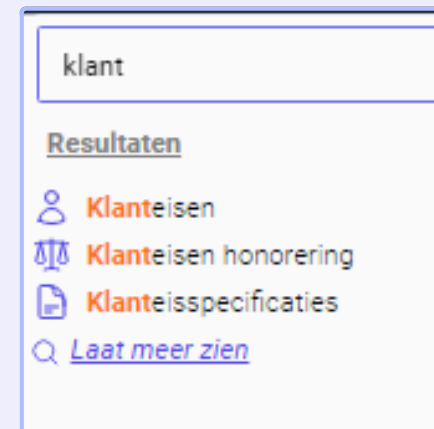 klant
Resultaten
Klanteisen
Klanteisen honorering
Klanteisspecificaties
Laat meer zien